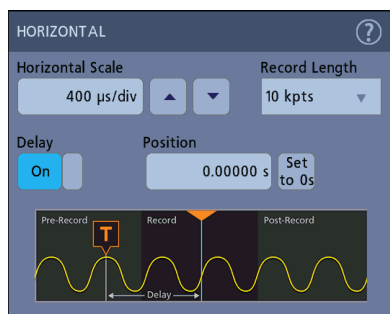 HORIZONTAL ?
Horizontal Scale Record Length
400 µs/div 10 kpts
Delay Position
On 0.00000 s Set to 0s
Pre-Record Record Post-Record
T
Delay